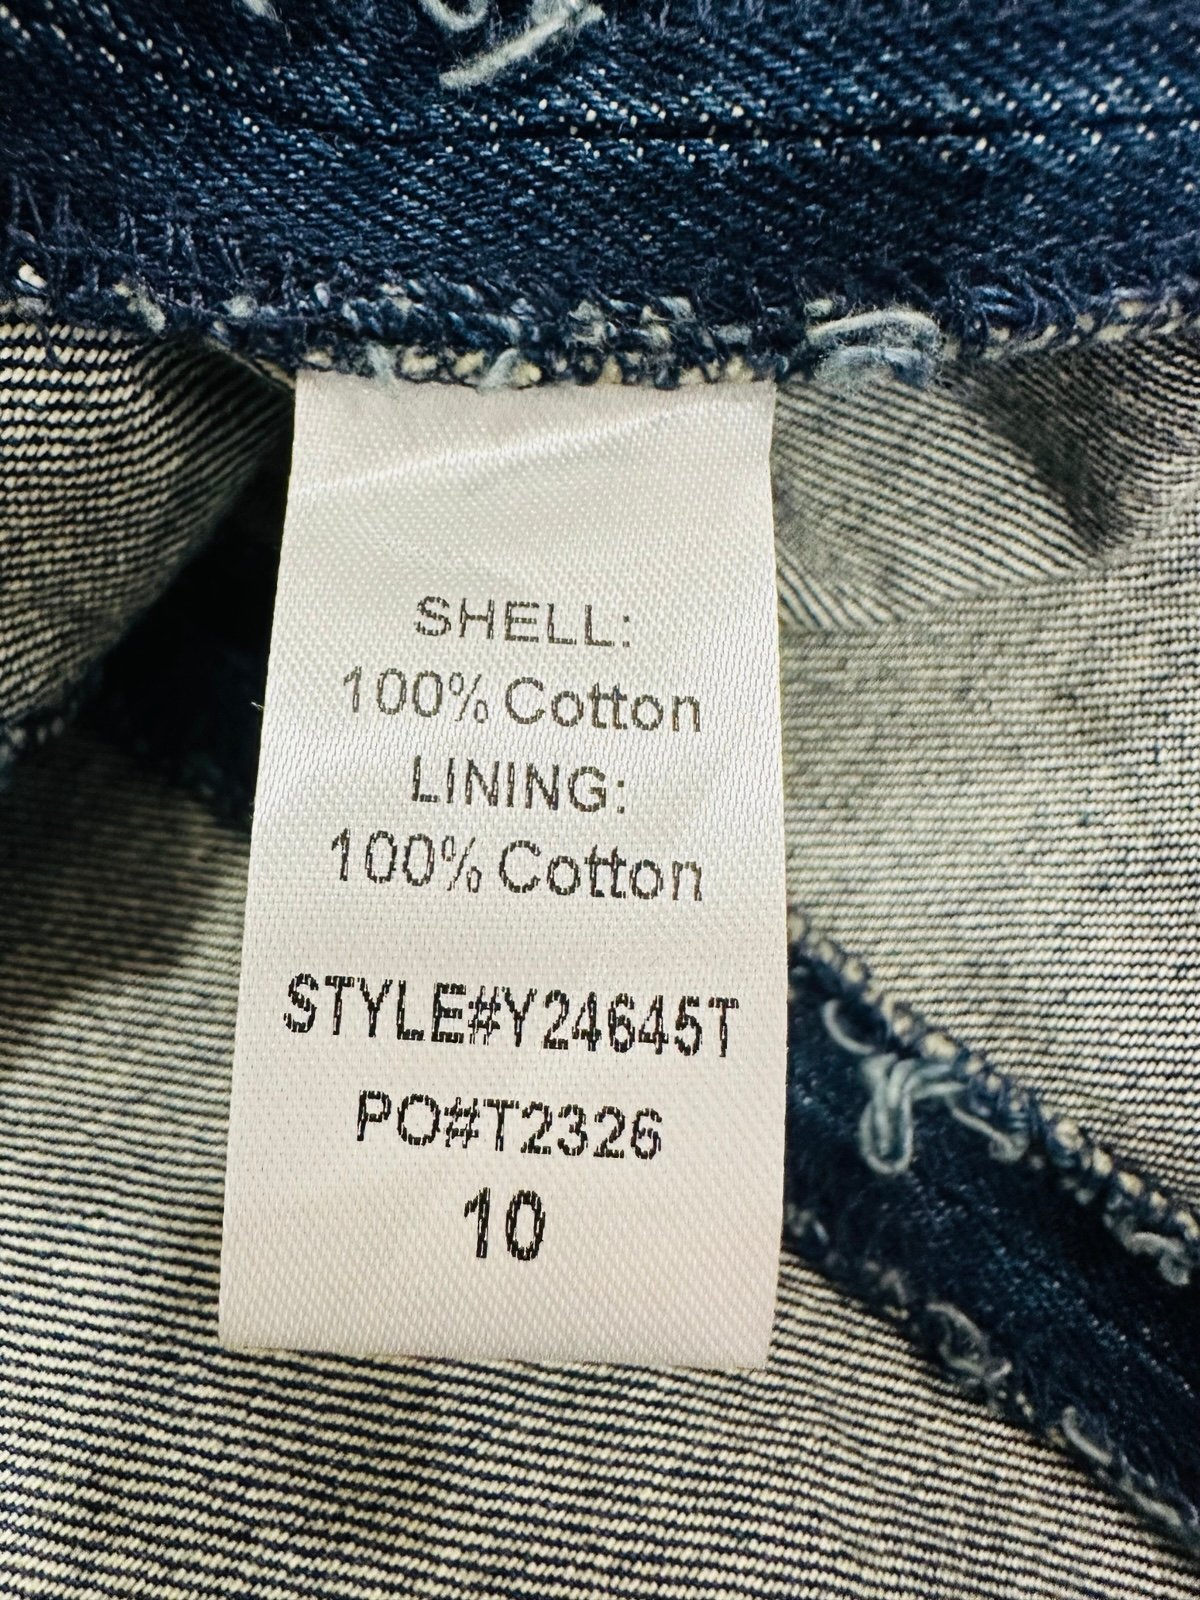 SHELL:
100% Cotton
LINING:
100% Cotton
STYLE#Y24645T
PO#T2326
10